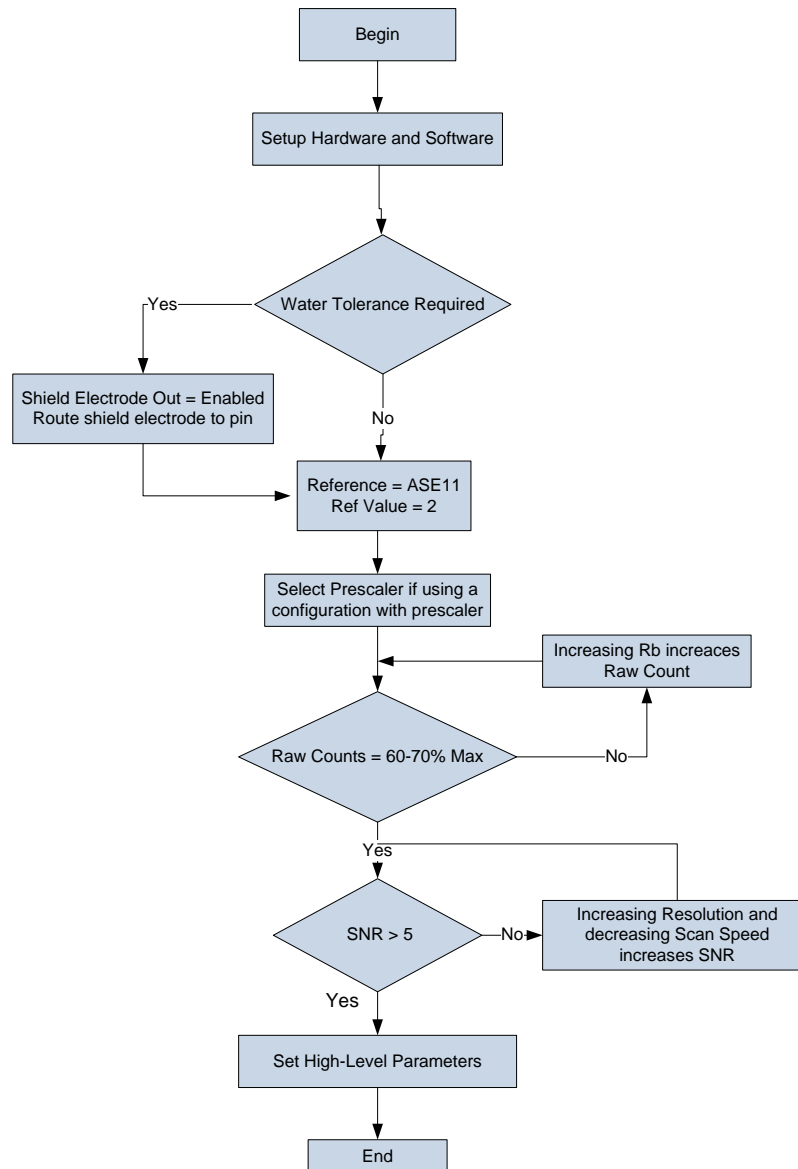 Begin
Setup Hardware and Software
Water Tolerance Required
Yes
Shield Electrode Out = Enabled
Route shield electrode to pin
No
Reference = ASE11
Ref Value = 2
Select Prescaler if using a
configuration with prescaler
Increasing Rb increaces
Raw Count
Raw Counts = 60-70% Max
No
Yes
SNR > 5
No
Increasing Resolution and
decreasing Scan Speed
increases SNR
Yes
Set High-Level Parameters
End